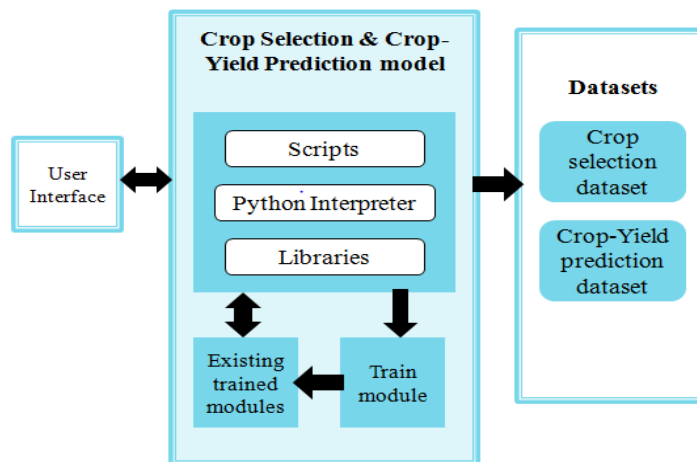 Crop Selection & Crop-
Yield Prediction model
Datasets
User
Interface
Scripts
Python Interpreter
Libraries
Crop
selection
dataset
Crop-Yield
prediction
dataset
Existing
trained
modules
Train
module